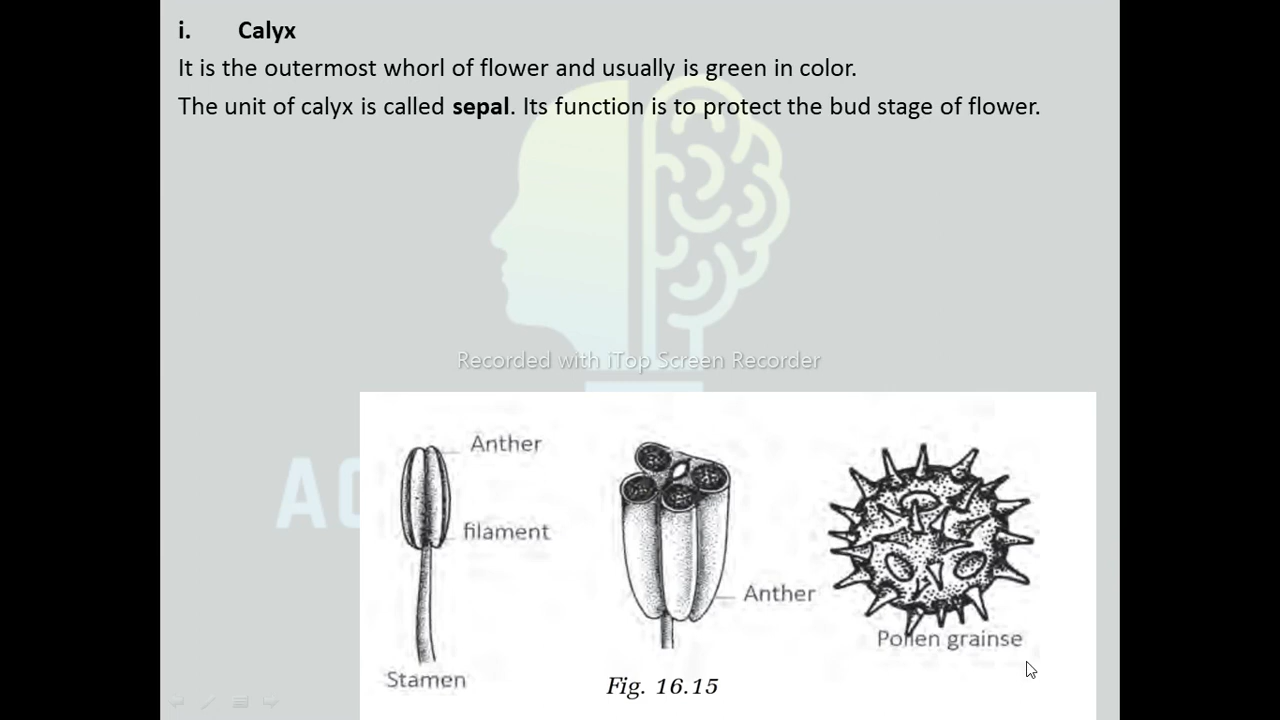 i. Calyx
It is the outermost whorl of flower and usually is green in color.
The unit of calyx is called sepal. Its function is to protect the bud stage of flower.
Recorded with iTop Screen Recorder
AC
Anther
filament
Anther
Pollen grainse
Stamen
Fig. 16.15